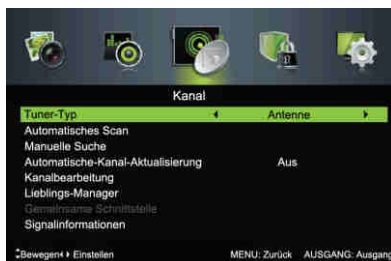 Kanal
Tuner-Typ Antenne
Automatisches Scan
Manuelle Suche
Automatische-Kanal-Aktualisierung Aus
Kanalbearbeitung
Lieblings-Manager
Gemeinsame Schnittstelle
Signalinformationen
Bewegen Einstellen MENU: Zurück AUSGANG: Ausgang